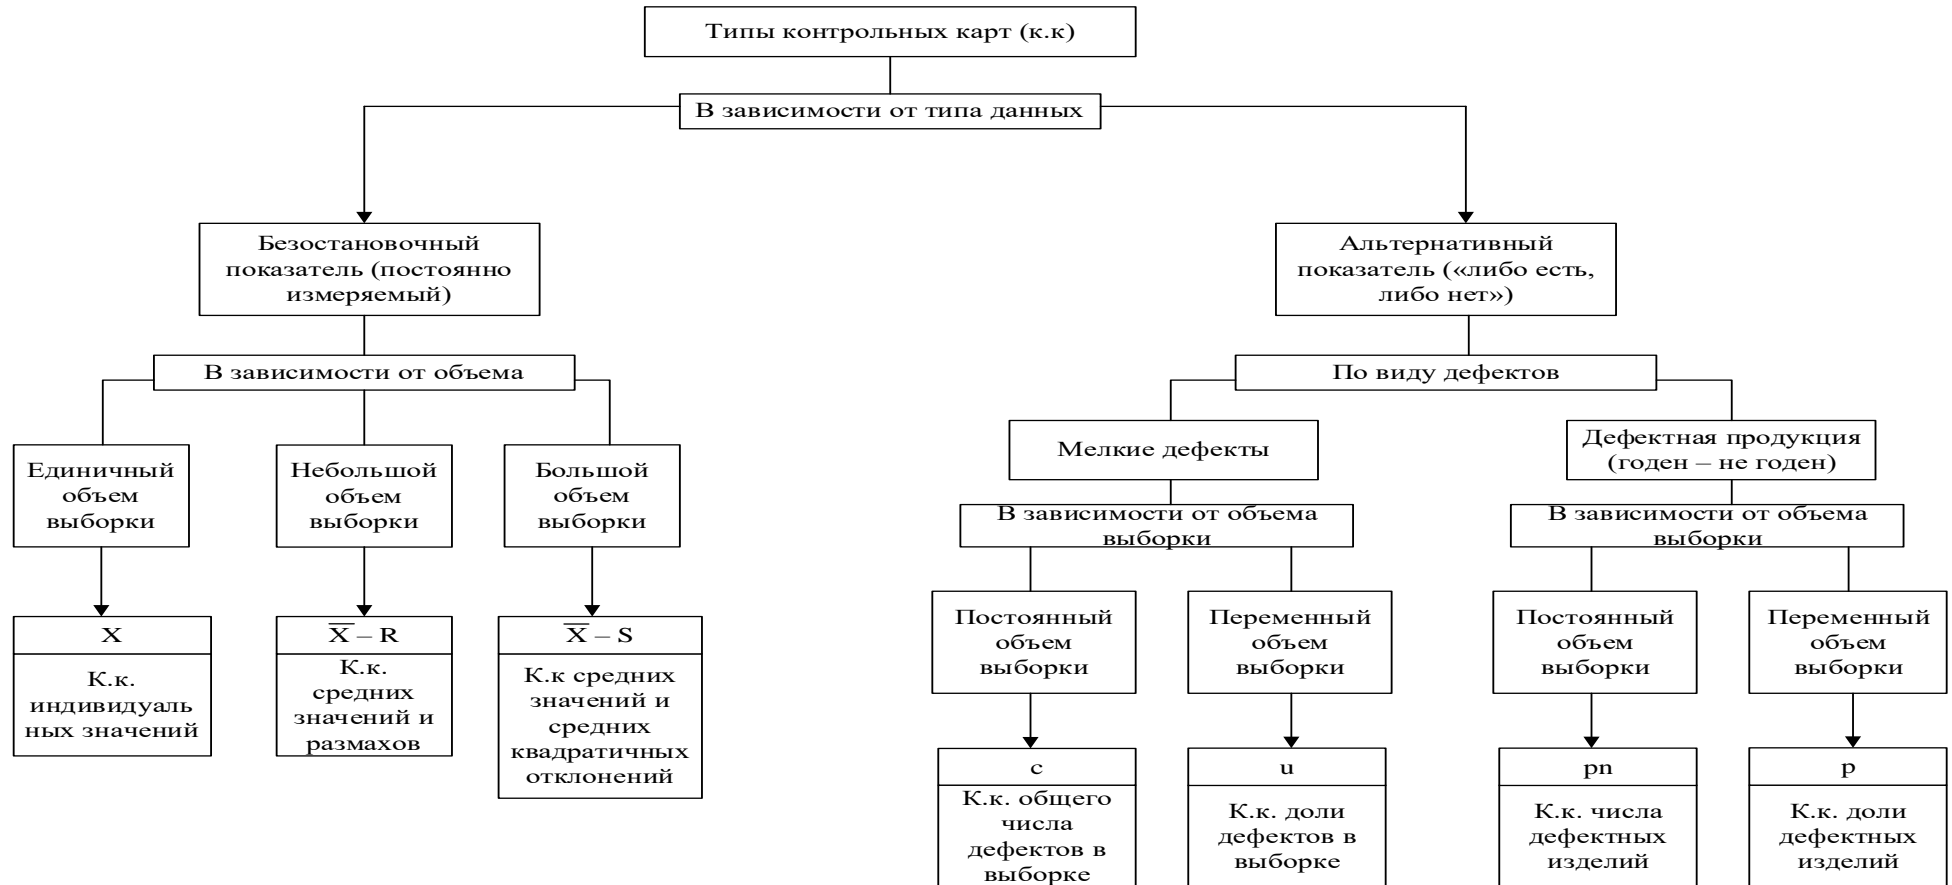 Типы контрольных карт (к.к)
В зависимости от типа данных
Безостановочный
показатель (постоянно
измеряемый)
В зависимости от объема
Единичный
объем
выборки
X
К.к.
индивидуаль
ных значений
Небольшой
объем
выборки
X̅ – R
К.к.
средних
значений и
размахов
Большой
объем
выборки
X̅ – S
К.к средних
значений и
средних
квадратичных
отклонений
Альтернативный
показатель («либо есть,
либо нет»)
По виду дефектов
Мелкие дефекты
В зависимости от объема
выборки
Постоянный
объем
выборки
c
К.к. общего
числа
дефектов в
выборке
Переменный
объем
выборки
u
К.к. доли
дефектов в
выборке
Дефектная продукция
(годен – не годен)
В зависимости от объема
выборки
Постоянный
объем
выборки
pn
К.к. числа
дефектных
изделий
Переменный
объем
выборки
p
К.к. доли
дефектных
изделий